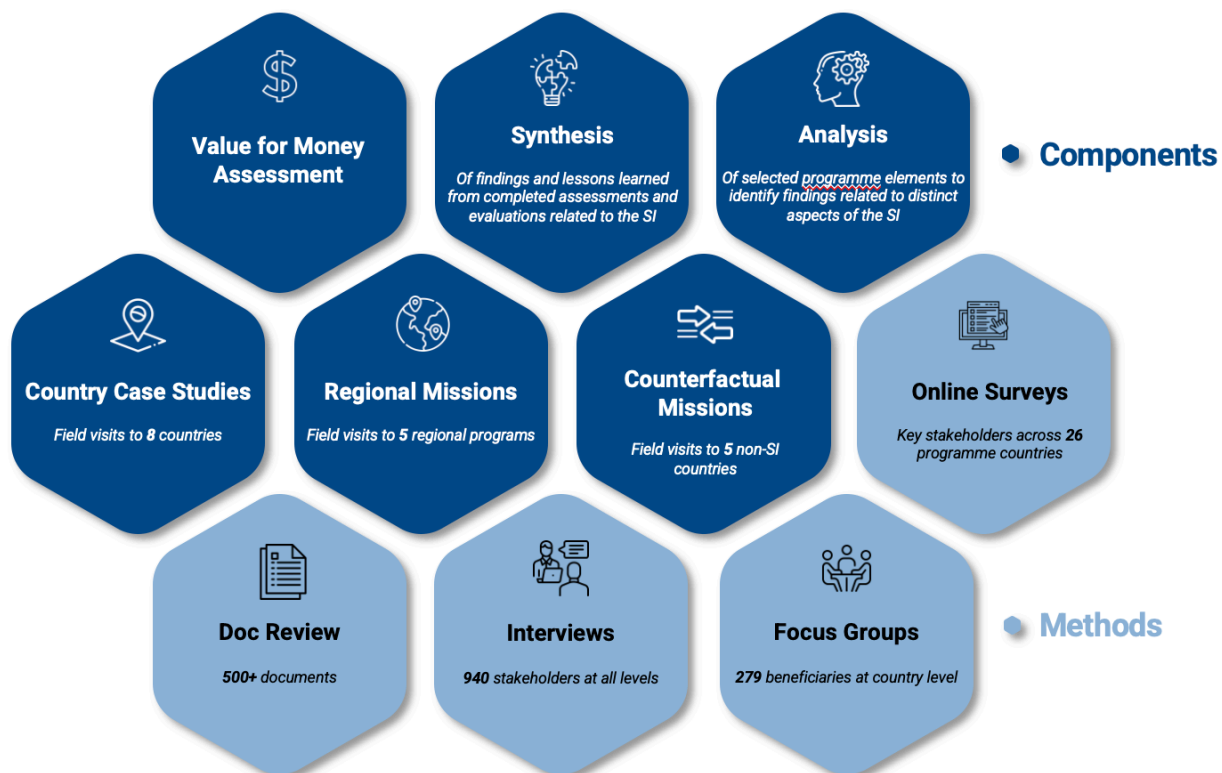 Value for Money
Assessment
Synthesis
Of findings and lessons learned
from completed assessments and
evaluations related to the SI
Analysis
Of selected programme elements to
identify findings related to distinct
aspects of the SI
Components
Country Case Studies
Field visits to 8 countries
Regional Missions
Field visits to 5 regional programs
Counterfactual
Missions
Field visits to 5 non-SI
countries
Online Surveys
Key stakeholders across 26
programme countries
Doc Review
500+ documents
Interviews
940 stakeholders at all levels
Focus Groups
279 beneficiaries at country level
Methods